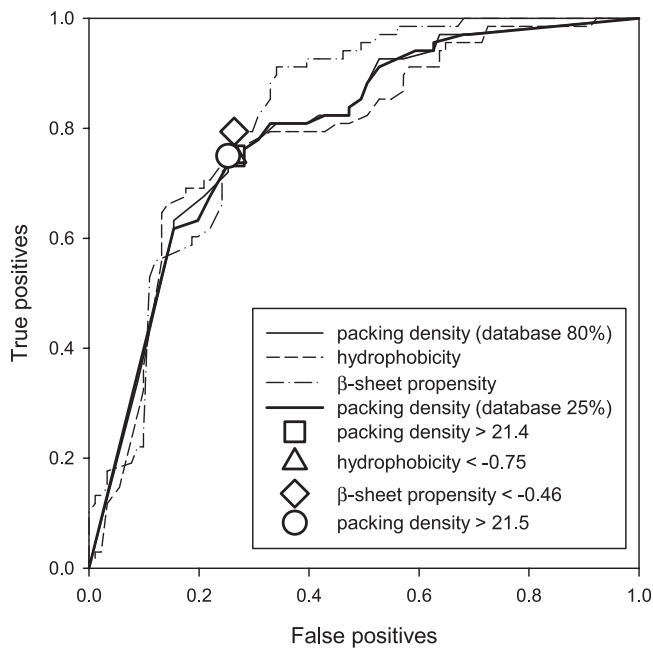 1.0
0.8
0.6
0.4
0.2
0.0
0.0 0.2 0.4 0.6 0.8 1.0
True positives
False positives
packing density (database 80%)
hydrophobicity
β-sheet propensity
packing density (database 25%)
packing density > 21.4
hydrophobicity < -0.75
β-sheet propensity < -0.46
packing density > 21.5